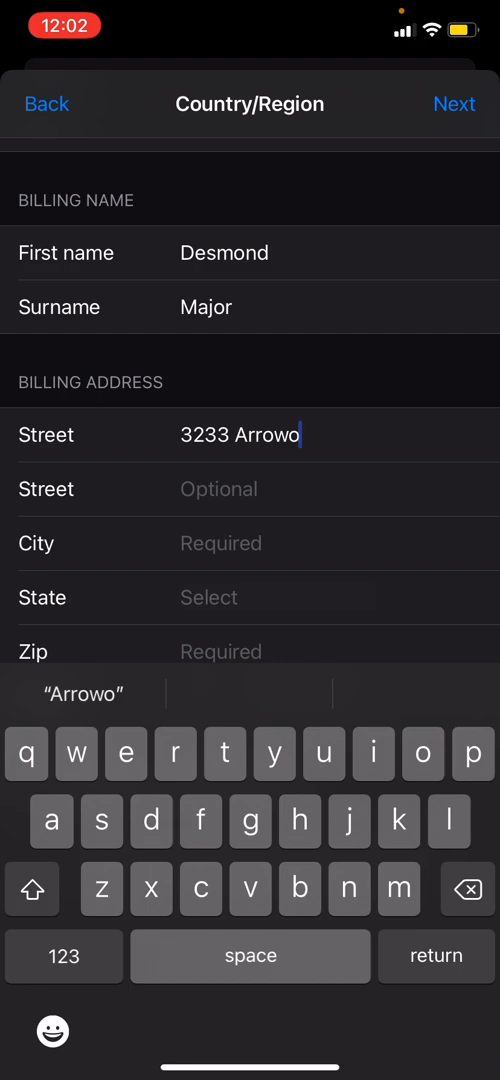 12:02
Back Country/Region Next
BILLING NAME
First name Desmond
Surname Major
BILLING ADDRESS
Street 3233 Arrowo
Street Optional
City Required
State Select
Zip Required
“Arrowo”
q w e r t y u i o p
a s d f g h j k l
z x c v b n m
123 space return